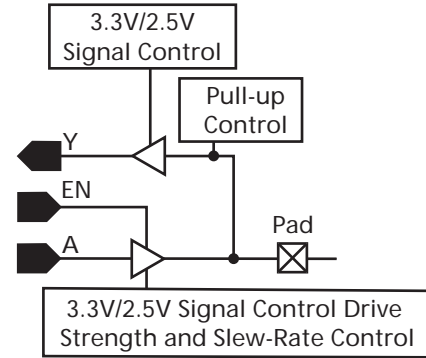 3.3V/2.5V
Signal Control
Pull-up
Control
Y
EN
A
Pad
3.3V/2.5V Signal Control Drive
Strength and Slew-Rate Control